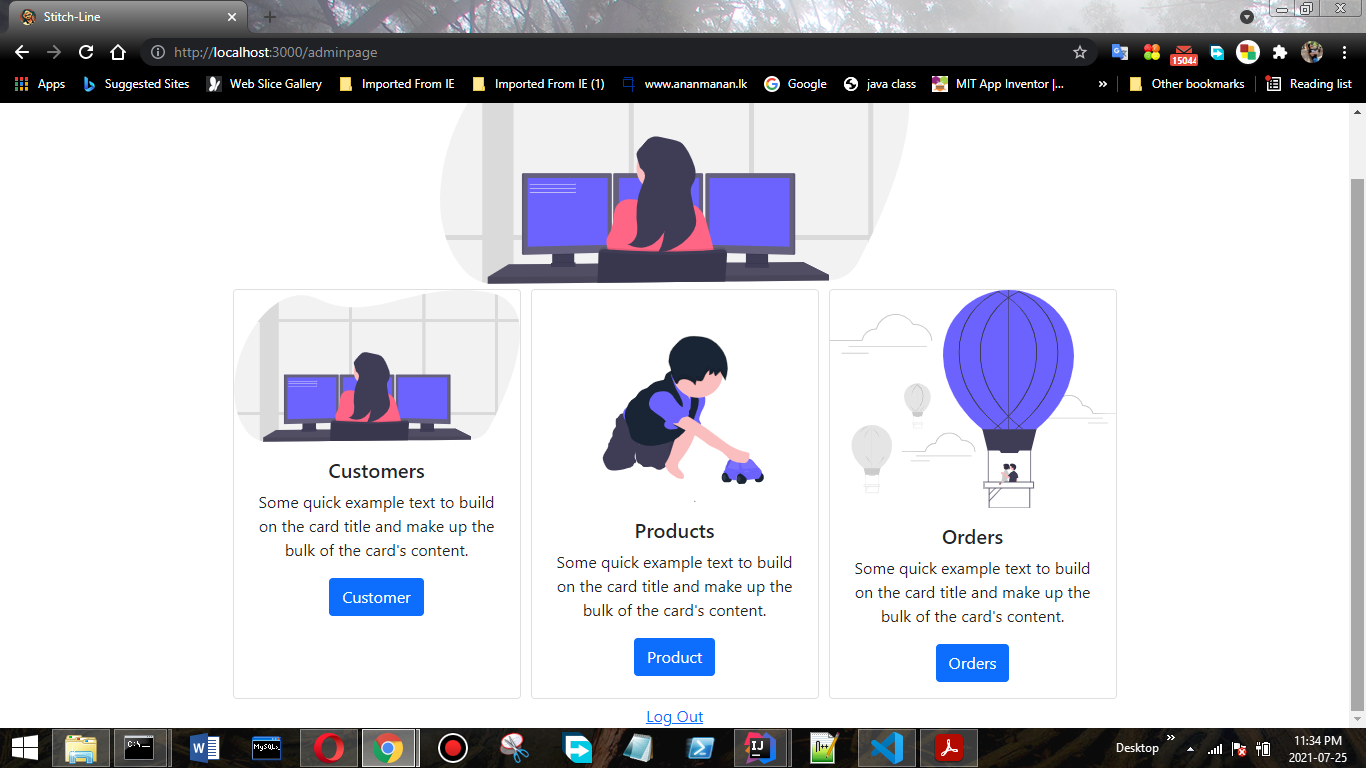 Stitch-Line
http://localhost:3000/adminpage
15044
Apps
Suggested Sites
Web Slice Gallery
Imported From IE
Imported From IE (1)
www.ananmanan.lk
Google
java class
MIT App Inventor |...
»
Other bookmarks
Reading list
Customers
Some quick example text to build
on the card title and make up the
bulk of the card's content.
Customer
Products
Some quick example text to build
on the card title and make up the
bulk of the card's content.
Product
Orders
Some quick example text to build
on the card title and make up the
bulk of the card's content.
Orders
Log Out
C:\_
W
MySQL
IJ
Desktop
»
11:34 PM
2021-07-25